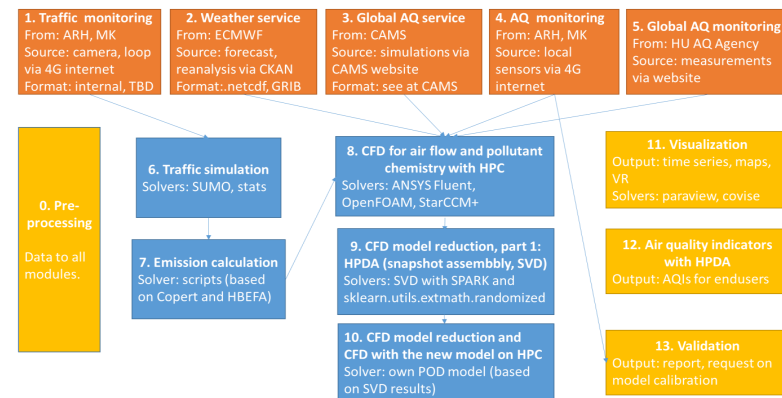 1. Traffic monitoring
From: ARH, MK
Source: camera, loop
via 4G internet
Format: internal, TBD
2. Weather service
From: ECMWF
Source: forecast,
reanalysis via CKAN
Format:.netcdf, GRIB
3. Global AQ service
From: CAMS
Source: simulations via
CAMS website
Format: see at CAMS
4. AQ monitoring
From: ARH, MK
Source: local
sensors via 4G
internet
5. Global AQ monitoring
From: HU AQ Agency
Source: measurements
via website
0. Pre-
processing
Data to all
modules.
6. Traffic simulation
Solvers: SUMO, stats
7. Emission calculation
Solver: scripts (based
on Copert and HBEFA)
8. CFD for air flow and pollutant
chemistry with HPC
Solvers: ANSYS Fluent,
OpenFOAM, StarCCM+
9. CFD model reduction, part 1:
HPDA (snapshot assembbly, SVD)
Solvers: SVD with SPARK and
sklearn.utils.extmath.randomized
10. CFD model reduction and
CFD with the new model on HPC
Solver: own POD model (based
on SVD results)
11. Visualization
Output: time series, maps,
VR
Solvers: paraview, covise
12. Air quality indicators
with HPDA
Output: AQIs for endusers
13. Validation
Output: report, request on
model calibration